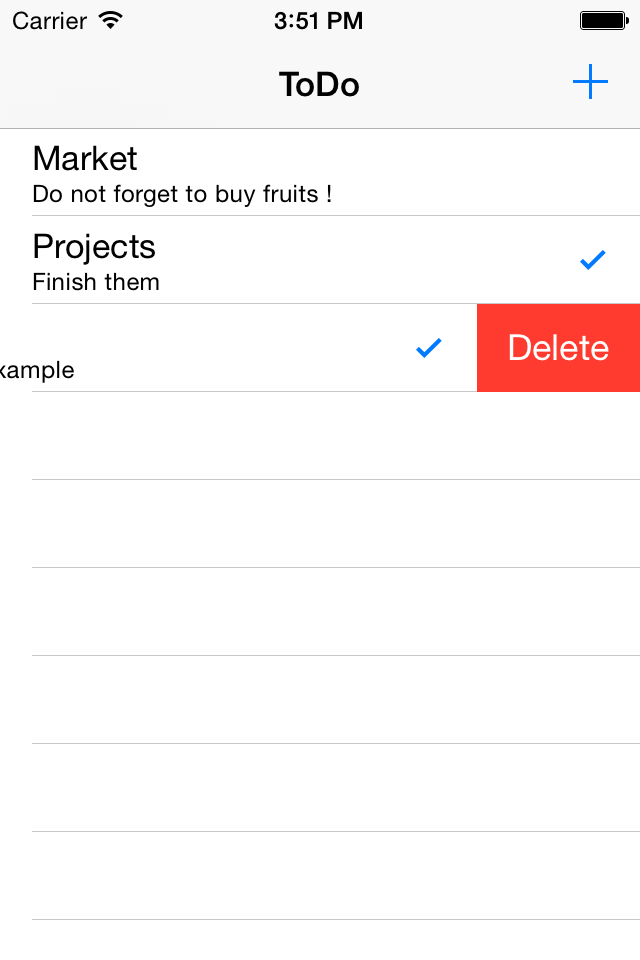 Carrier 3:51 PM
ToDo
Market
Do not forget to buy fruits !
Projects
Finish them
xample
Delete